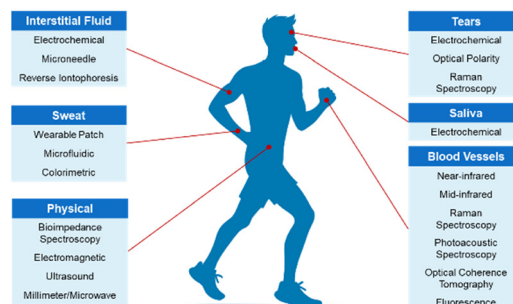 Interstitial Fluid
Electrochemical
Microneedle
Reverse Iontophoresis
Sweat
Wearable Patch
Microfluidic
Colorimetric
Physical
Bioimpedance
Spectroscopy
Electromagnetic
Ultrasound
Millimeter/Microwave
Tears
Electrochemical
Optical Polarity
Raman
Spectroscopy
Saliva
Electrochemical
Blood Vessels
Near-infrared
Mid-infrared
Raman
Spectroscopy
Photoacoustic
Spectroscopy
Optical Coherence
Tomography
Fluorescence